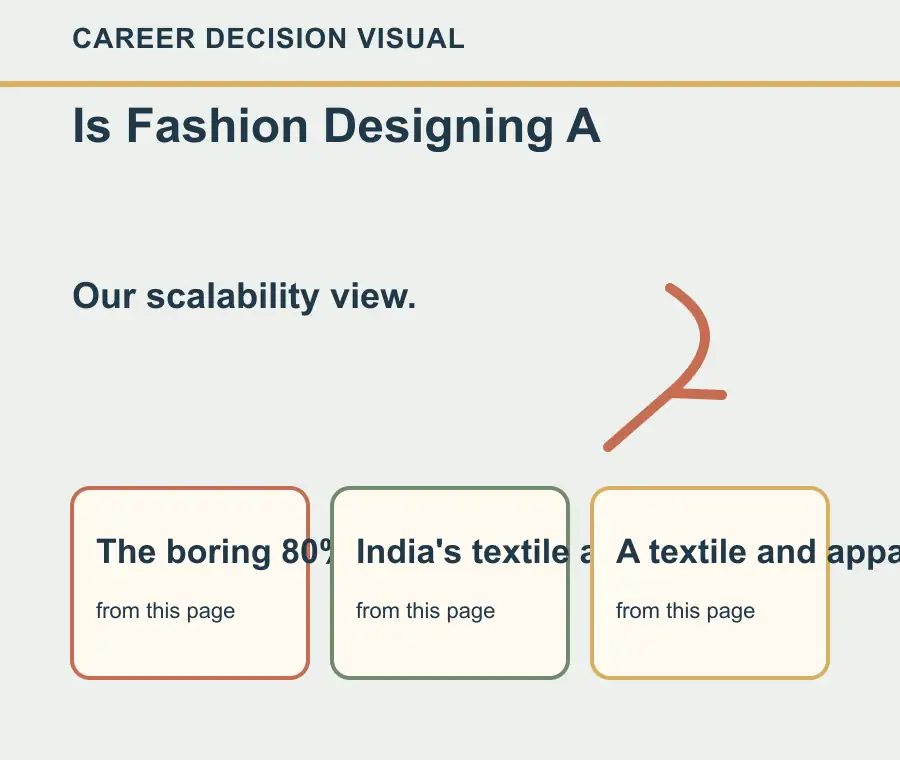 CAREER DECISION VISUAL
Is Fashion Designing A
Our scalability view.
The boring 80%
India's textile a
A textile and appa
from this page
from this page
from this page